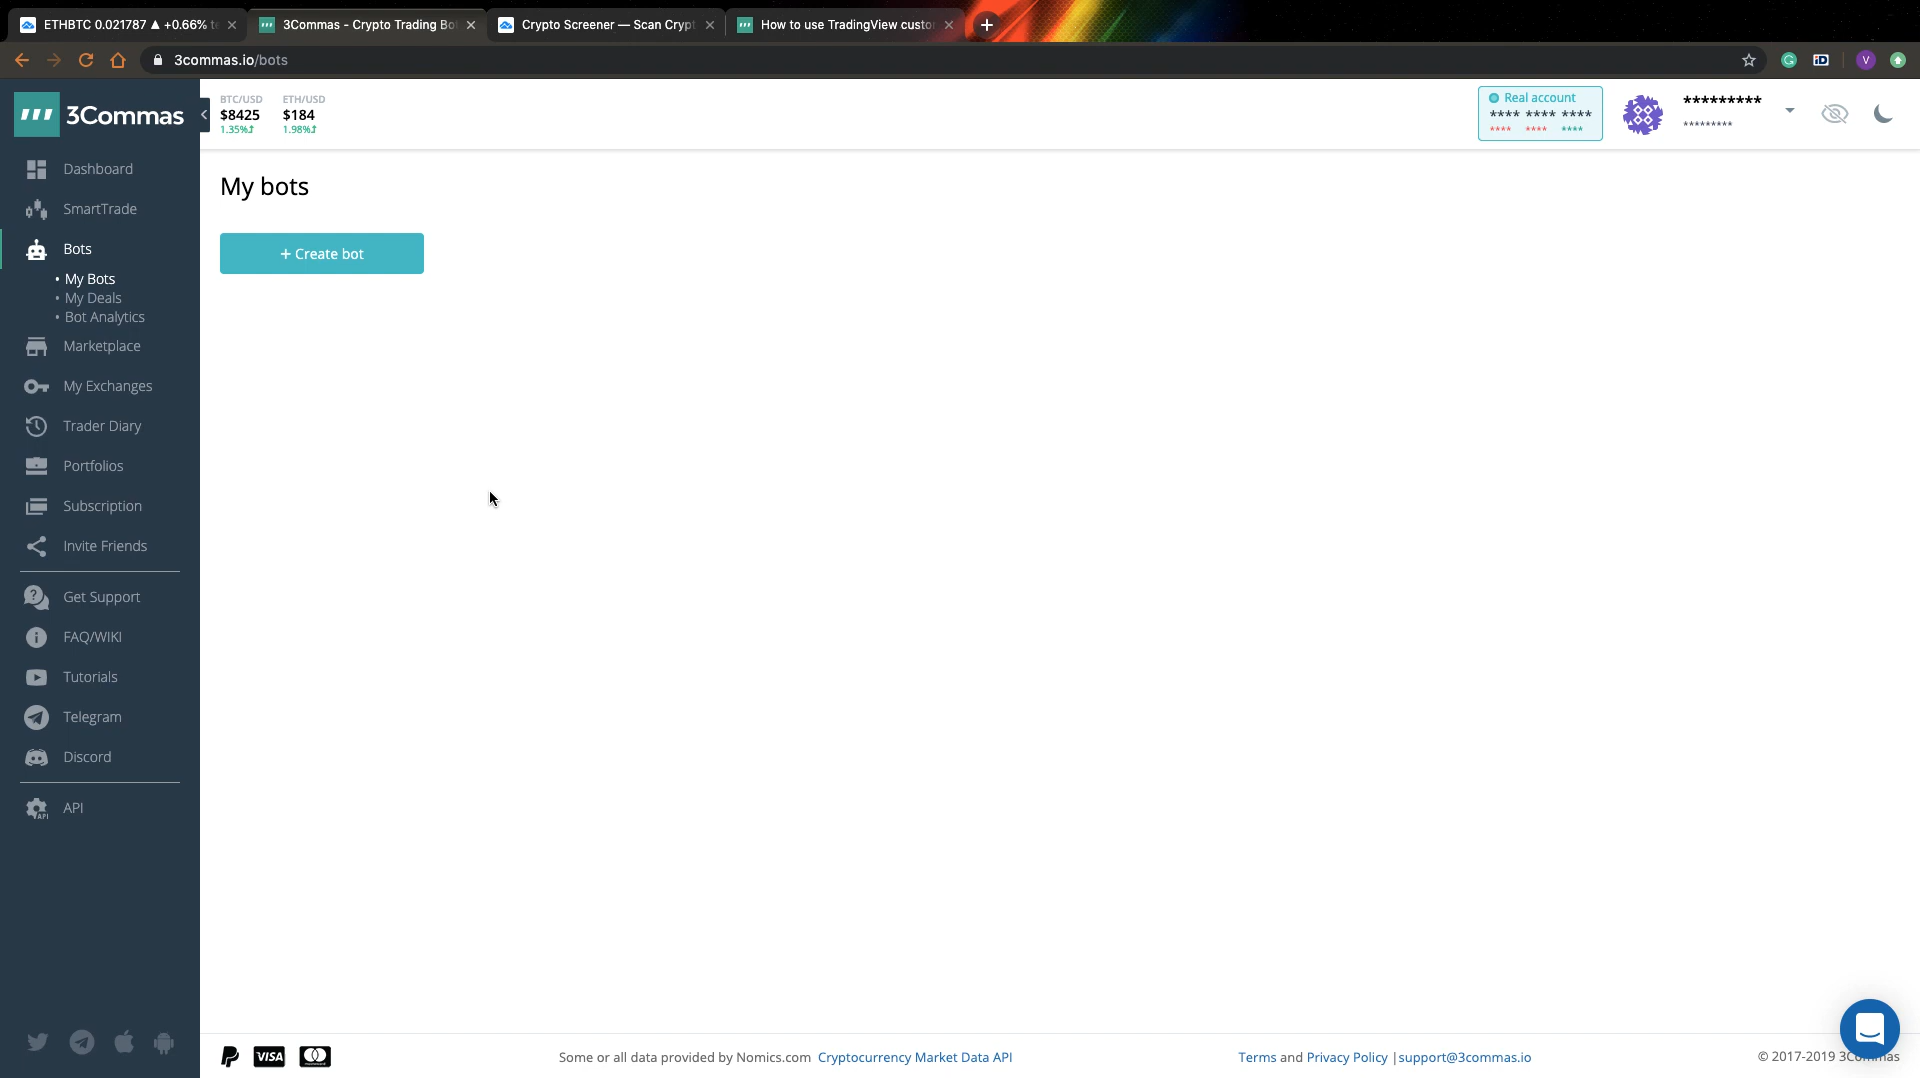 ETHBTC 0.021787 ▲ +0.66%
3Commas - Crypto Trading Bo
Crypto Screener — Scan Crypt
How to use TradingView custo
3commas.io/bots
3Commas
BTC/USD
$8425
1.35%
ETH/USD
$184
1.98%
Real account
**** **** ****
**** **** ****
*********
*********
Dashboard
SmartTrade
Bots
• My Bots
• My Deals
• Bot Analytics
Marketplace
My Exchanges
Trader Diary
Portfolios
Subscription
Invite Friends
Get Support
FAQ/WIKI
Tutorials
Telegram
Discord
API
My bots
+ Create bot
VISA
Some or all data provided by Nomics.com Cryptocurrency Market Data API
Terms and Privacy Policy | support@3commas.io
© 2017-2019 3Commas